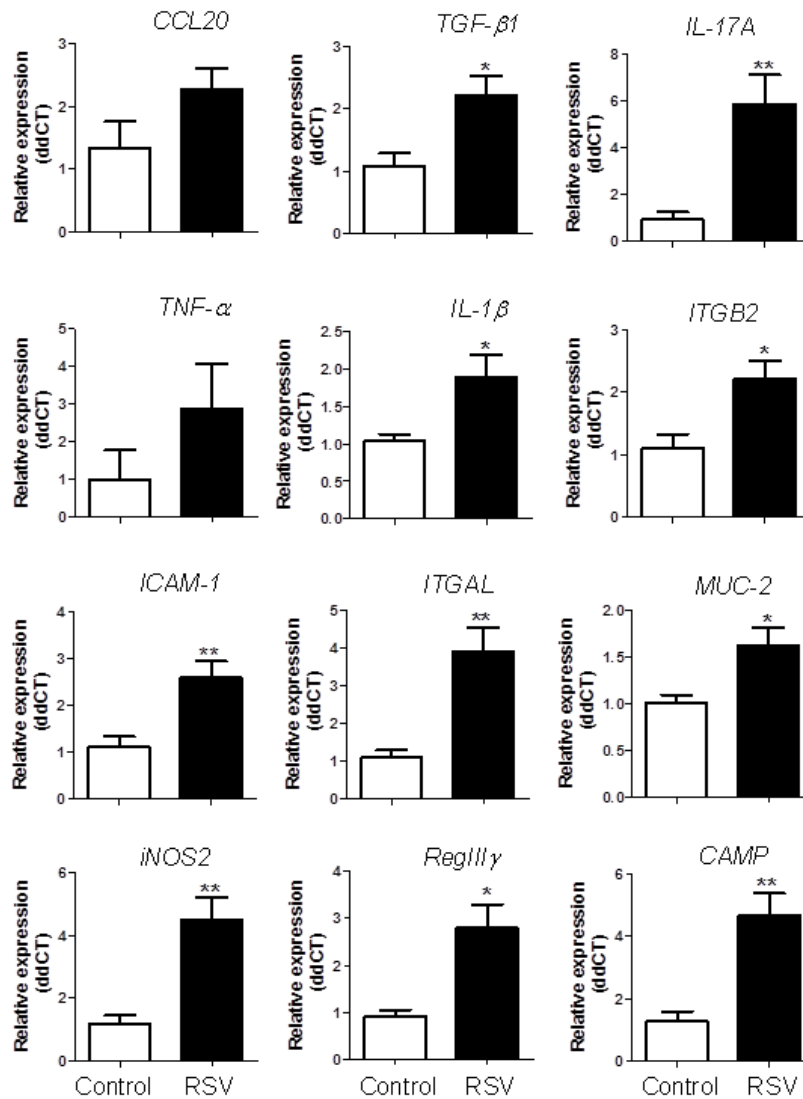 CCL20
Relative expression
(ddCT)
3
2
1
0
TGF-β1
*
Relative expression
(ddCT)
3
2
1
0
IL-17A
**
Relative expression
(ddCT)
8
6
4
2
0
TNF-α
Relative expression
(ddCT)
5
4
3
2
1
0
IL-1β
*
Relative expression
(ddCT)
2.5
2.0
1.5
1.0
0.5
0.0
ITGB2
*
Relative expression
(ddCT)
3
2
1
0
ICAM-1
**
Relative expression
(ddCT)
4
3
2
1
0
ITGAL
**
Relative expression
(ddCT)
5
4
3
2
1
0
MUC-2
*
Relative expression
(ddCT)
2.0
1.5
1.0
0.5
0.0
iNOS2
**
Relative expression
(ddCT)
6
4
2
0
Control RSV
RegIIIγ
*
Relative expression
(ddCT)
4
3
2
1
0
Control RSV
CAMP
**
Relative expression
(ddCT)
6
4
2
0
Control RSV